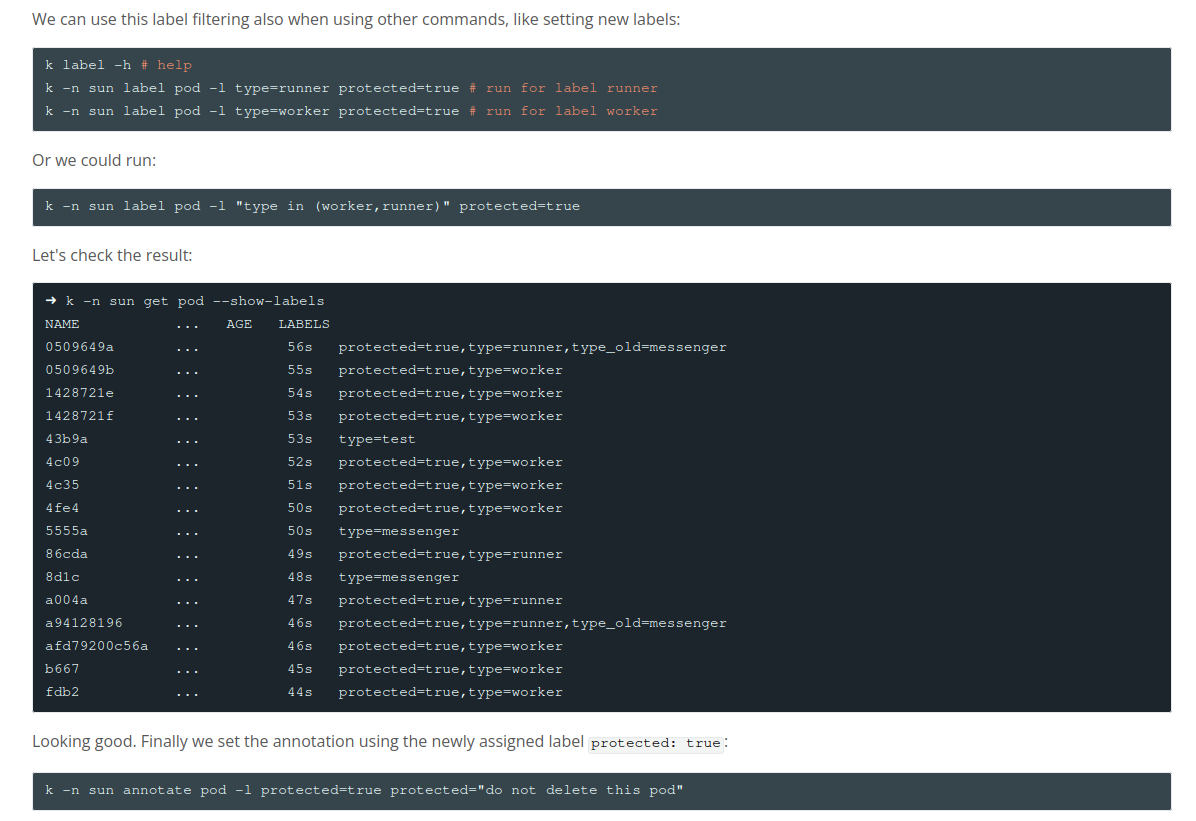 We can use this label filtering also when using other commands, like setting new labels:
k label -h # help
k -n sun label pod -l type=runner protected=true # run for label runner
k -n sun label pod -l type=worker protected=true # run for label worker
Or we could run:
k -n sun label pod -l "type in (worker,runner)" protected=true
Let's check the result:
➜ k -n sun get pod --show-labels
NAME ... AGE LABELS
0509649a ... 56s protected=true,type=runner,type_old=messenger
0509649b ... 55s protected=true,type=worker
1428721e ... 54s protected=true,type=worker
1428721f ... 53s protected=true,type=worker
43b9a ... 53s type=test
4c09 ... 52s protected=true,type=worker
4c35 ... 51s protected=true,type=worker
4fe4 ... 50s protected=true,type=worker
5555a ... 50s type=messenger
86cda ... 49s protected=true,type=runner
8d1c ... 48s type=messenger
a004a ... 47s protected=true,type=runner
a94128196 ... 46s protected=true,type=runner,type_old=messenger
afd79200c56a ... 46s protected=true,type=worker
b667 ... 45s protected=true,type=worker
fdb2 ... 44s protected=true,type=worker
Looking good. Finally we set the annotation using the newly assigned label protected: true:
k -n sun annotate pod -l protected=true protected="do not delete this pod"